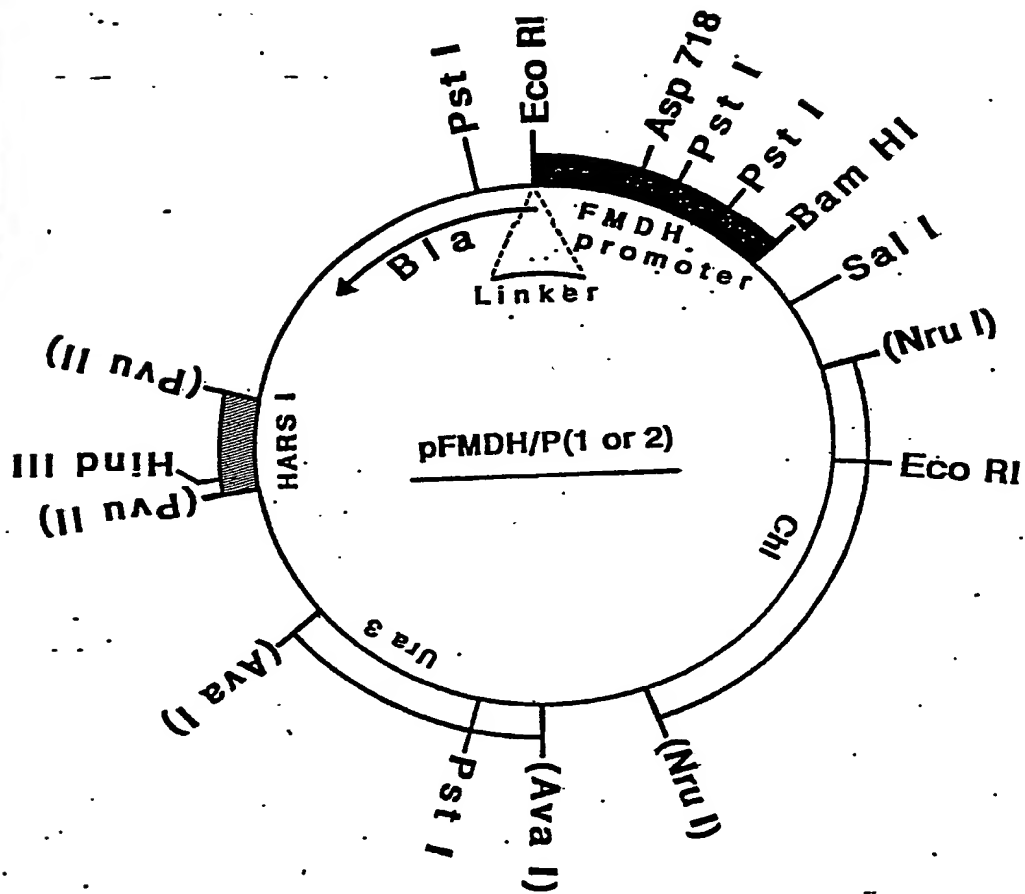 Pst I
Eco RI
Asp 718
Pst I
Pst I
Bam HI
Sal I
(Nru I)
Eco RI
(Nru I)
(Ava I)
Pst I
(Ava I)
(Pvu II)
Hind III
(Pvu II)
Bla
FMDH.
promoter
Linker
HARS I
pFMDH/P(1 or 2)
Chl
Ura 3